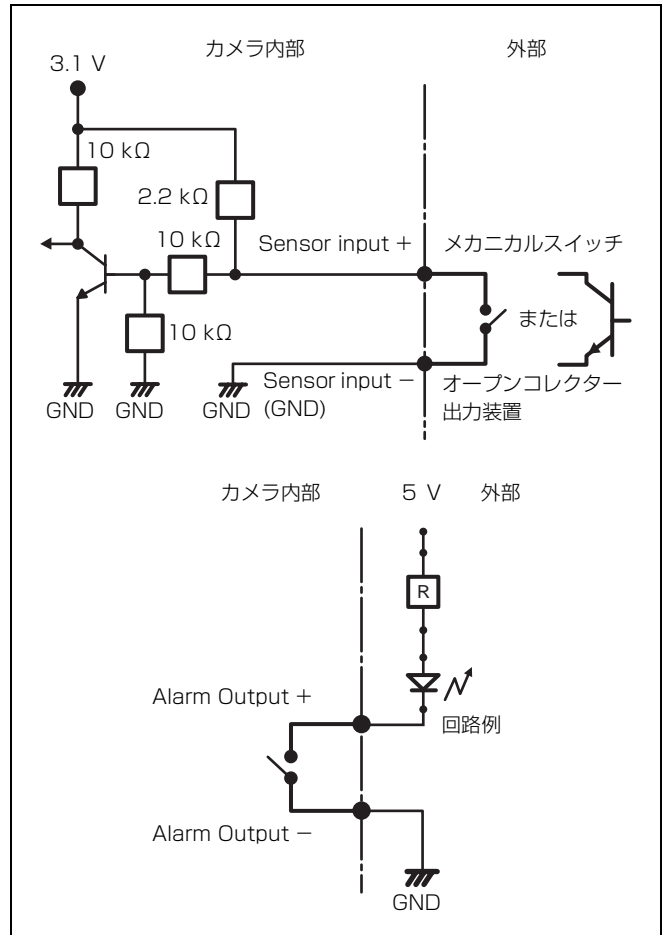 カメラ内部
外部
3.1 V
10 kΩ
2.2 kΩ
10 kΩ
Sensor input +
メカニカルスイッチ
または
10 kΩ
Sensor input −
(GND)
オープンコレクター
出力装置
GND
GND
GND
カメラ内部
5 V
外部
R
Alarm Output +
回路例
Alarm Output −
GND